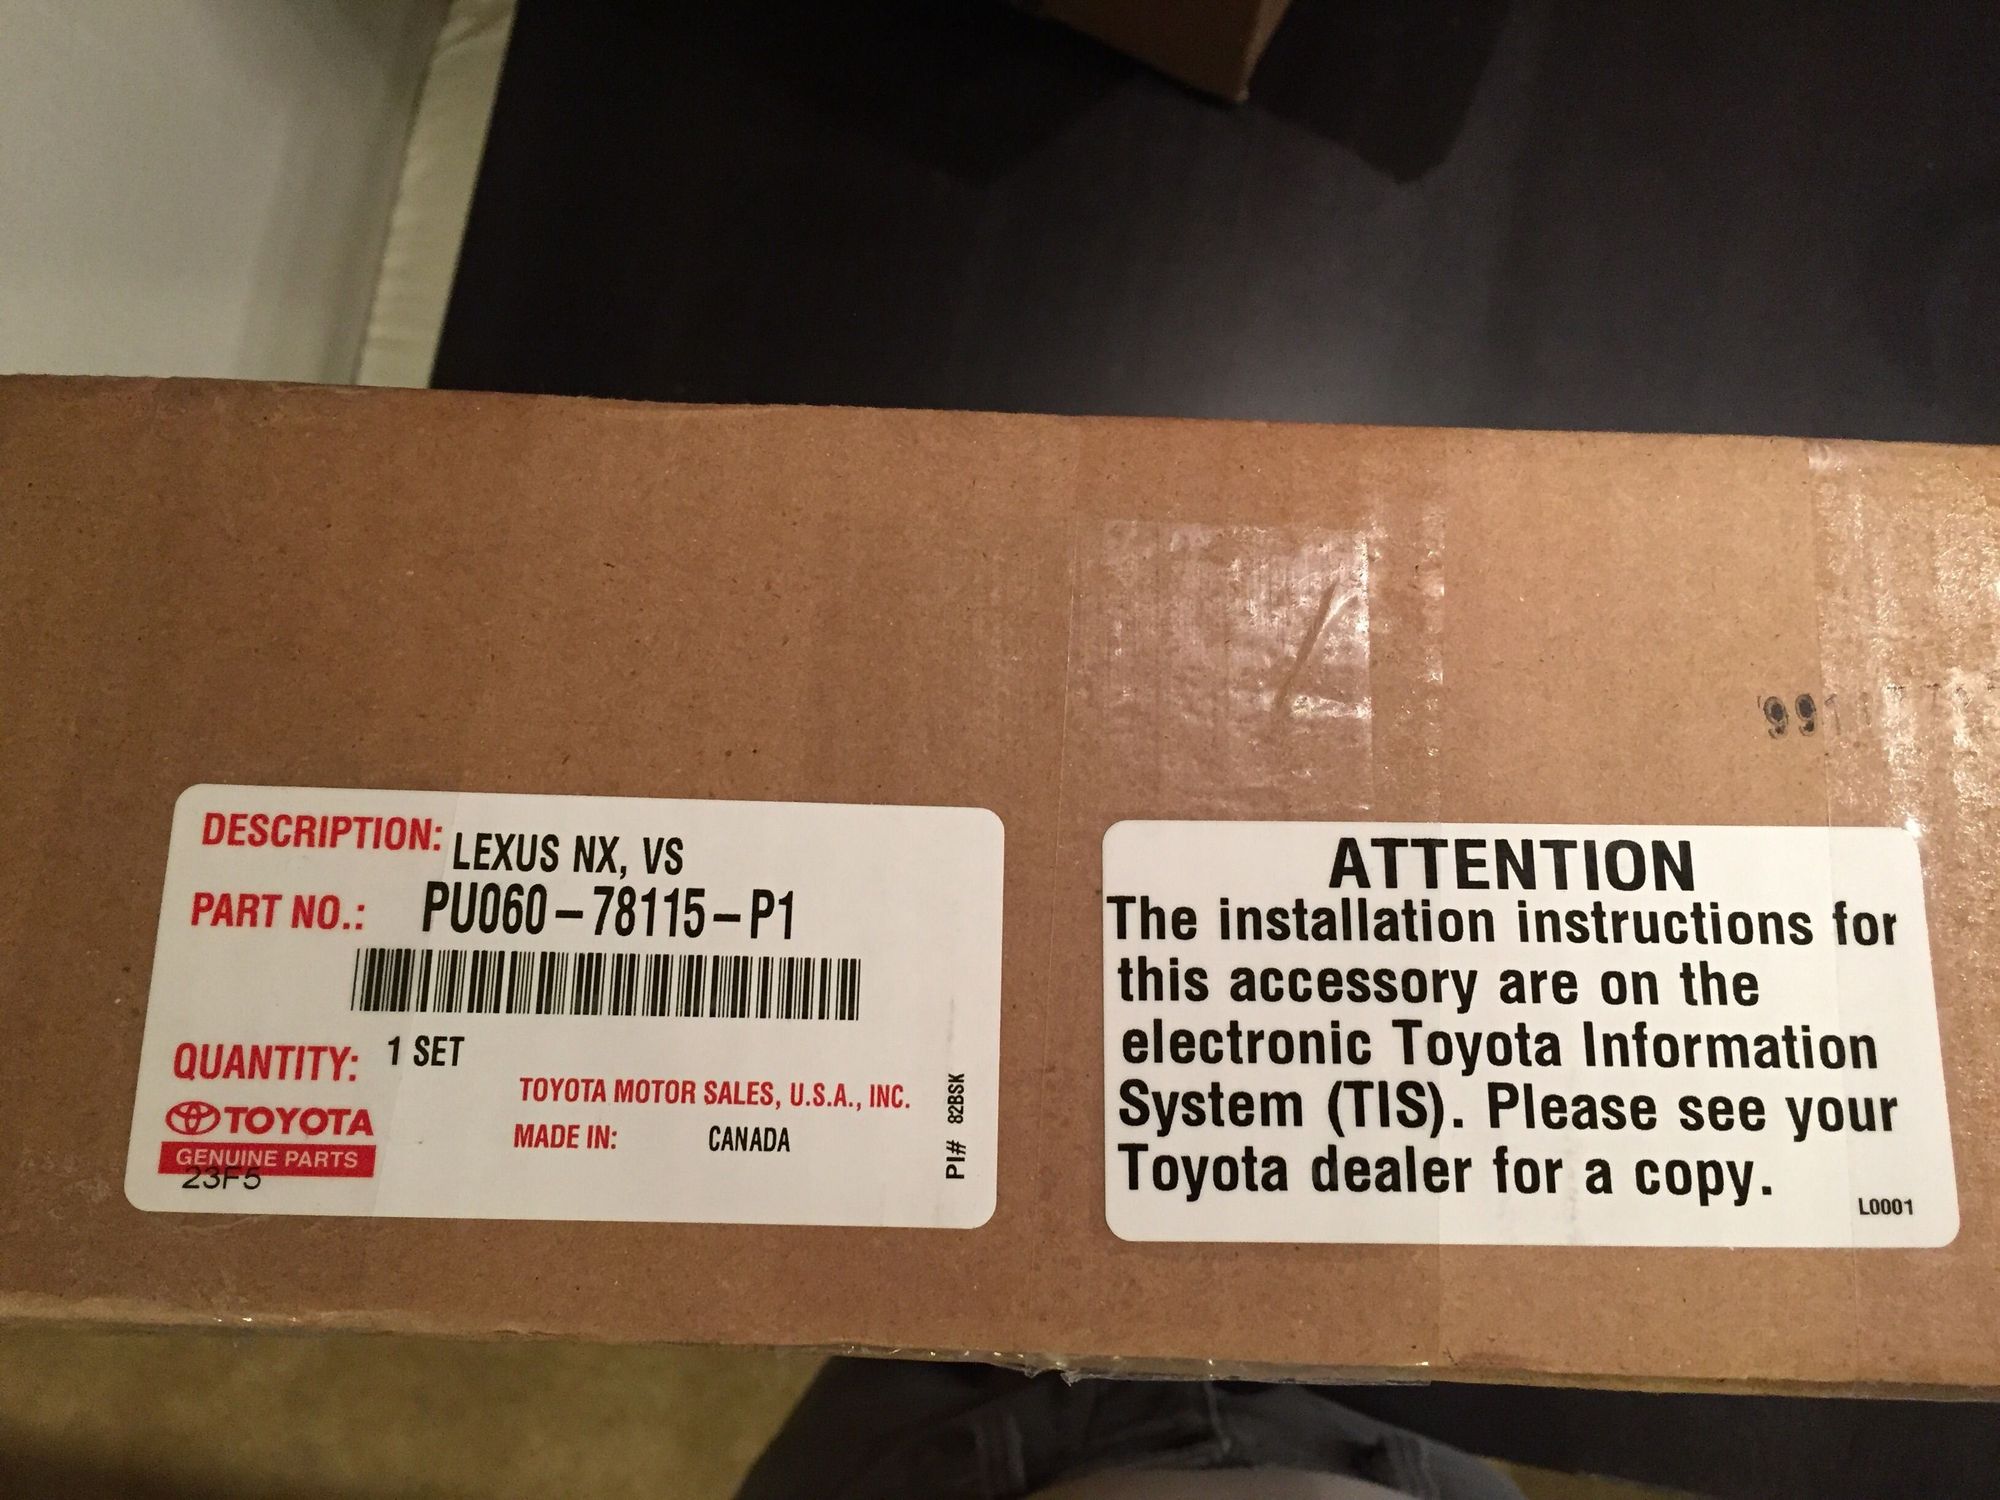 DESCRIPTION: LEXUS NX, VS
PART NO.: PU060-78115-P1
QUANTITY: 1 SET
TOYOTA
GENUINE PARTS
23F5
TOYOTA MOTOR SALES, U.S.A., INC.
MADE IN: CANADA
PI# 82BSK
ATTENTION
The installation instructions for
this accessory are on the
electronic Toyota Information
System (TIS). Please see your
Toyota dealer for a copy.
L0001